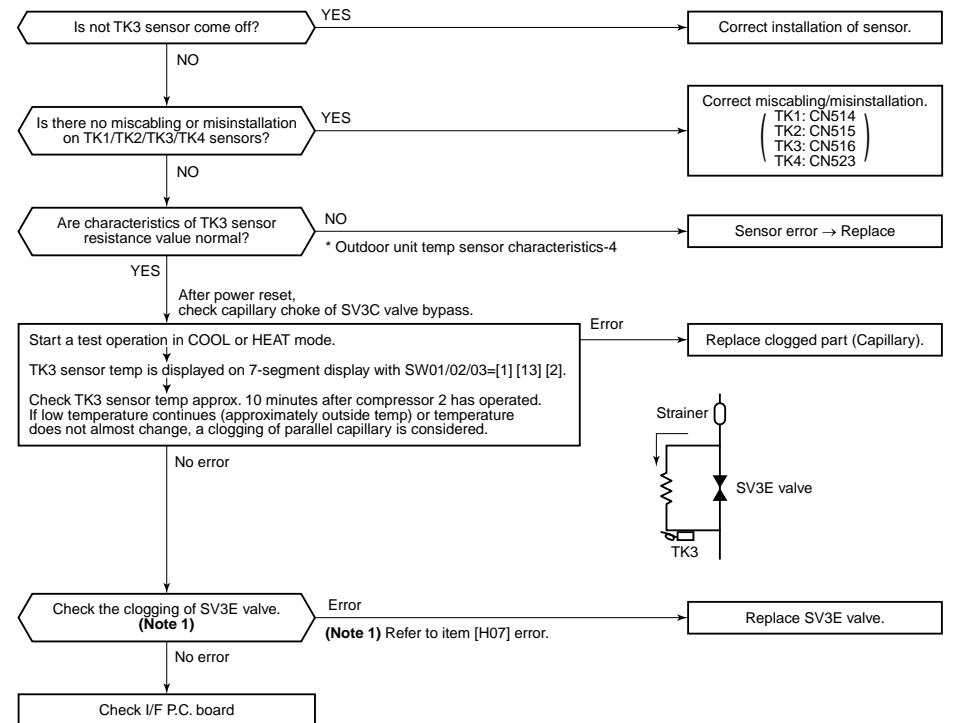 Is not TK3 sensor come off?
YES
Correct installation of sensor.
NO
Is there no miscabling or misinstallation
on TK1/TK2/TK3/TK4 sensors?
YES
Correct miscabling/misinstallation.
TK1: CN514
TK2: CN515
TK3: CN516
TK4: CN523
NO
Are characteristics of TK3 sensor
resistance value normal?
NO
* Outdoor unit temp sensor characteristics-4
Sensor error → Replace
YES
After power reset,
check capillary choke of SV3C valve bypass.
Start a test operation in COOL or HEAT mode.
TK3 sensor temp is displayed on 7-segment display with SW01/02/03=[1] [13] [2].
Check TK3 sensor temp approx. 10 minutes after compressor 2 has operated.
If low temperature continues (approximately outside temp) or temperature
does not almost change, a clogging of parallel capillary is considered.
Error
Replace clogged part (Capillary).
Strainer
SV3E valve
TK3
No error
Check the clogging of SV3E valve.
(Note 1)
Error
(Note 1) Refer to item [H07] error.
Replace SV3E valve.
No error
Check I/F P.C. board